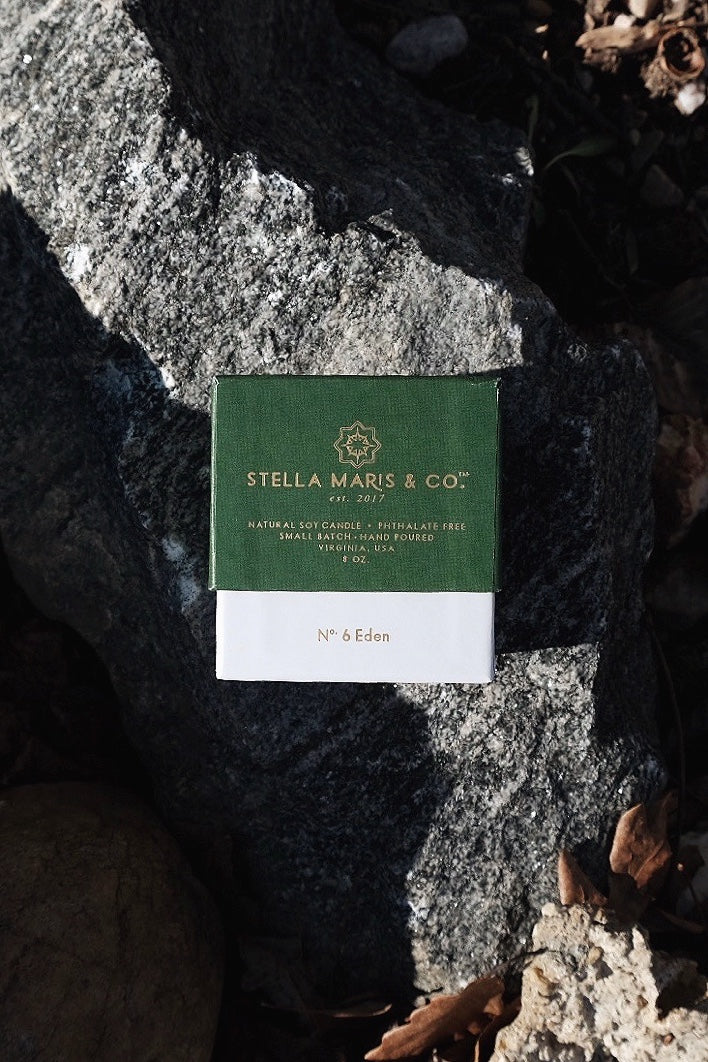 STELLA MARIS & CO.™
est. 2017
NATURAL SOY CANDLE • PHTHALATE FREE
SMALL BATCH • HAND POURED
VIRGINIA, USA
8 OZ.
Nº. 6 Eden